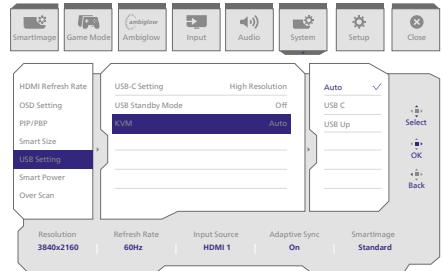 SmartImage
Game Mode
ambiglow
Ambiglow
Input
Audio
System
Setup
Close
HDMI Refresh Rate
OSD Setting
PIP/PBP
Smart Size
USB Setting
Smart Power
Over Scan
USB-C Setting High Resolution
USB Standby Mode Off
KVM Auto
Auto
USB C
USB Up
Select
OK
Back
Resolution Refresh Rate Input Source Adaptive Sync SmartImage
3840x2160 60Hz HDMI 1 On Standard